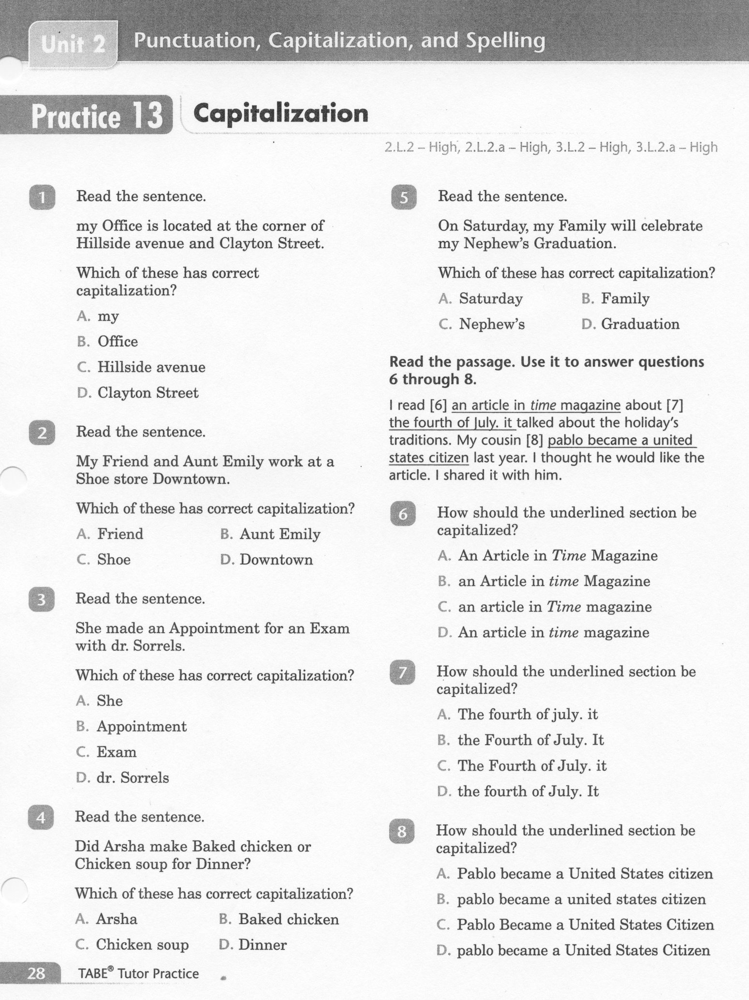 Unit 2
Punctuation, Capitalization, and Spelling
Practice 13
Capitalization
2.L.2 – High, 2.L.2.a – High, 3.L.2 – High, 3.L.2.a – High
1
Read the sentence.
my Office is located at the corner of
Hillside avenue and Clayton Street.
Which of these has correct
capitalization?
A. my
B. Office
C. Hillside avenue
D. Clayton Street
2
Read the sentence.
My Friend and Aunt Emily work at a
Shoe store Downtown.
Which of these has correct capitalization?
A. Friend B. Aunt Emily
C. Shoe D. Downtown
3
Read the sentence.
She made an Appointment for an Exam
with dr. Sorrels.
Which of these has correct capitalization?
A. She
B. Appointment
C. Exam
D. dr. Sorrels
4
Read the sentence.
Did Arsha make Baked chicken or
Chicken soup for Dinner?
Which of these has correct capitalization?
A. Arsha B. Baked chicken
C. Chicken soup D. Dinner
5
Read the sentence.
On Saturday, my Family will celebrate
my Nephew’s Graduation.
Which of these has correct capitalization?
A. Saturday B. Family
C. Nephew’s D. Graduation
Read the passage. Use it to answer questions
6 through 8.
I read [6] an article in time magazine about [7]
the fourth of July. it talked about the holiday’s
traditions. My cousin [8] pablo became a united
states citizen last year. I thought he would like the
article. I shared it with him.
6
How should the underlined section be
capitalized?
A. An Article in Time Magazine
B. an Article in time Magazine
C. an article in Time magazine
D. An article in time magazine
7
How should the underlined section be
capitalized?
A. The fourth of july. it
B. the Fourth of July. It
C. The Fourth of July. it
D. the fourth of July. It
8
How should the underlined section be
capitalized?
A. Pablo became a United States citizen
B. pablo became a united states citizen
C. Pablo Became a United States Citizen
D. pablo became a United States Citizen
28
TABE® Tutor Practice